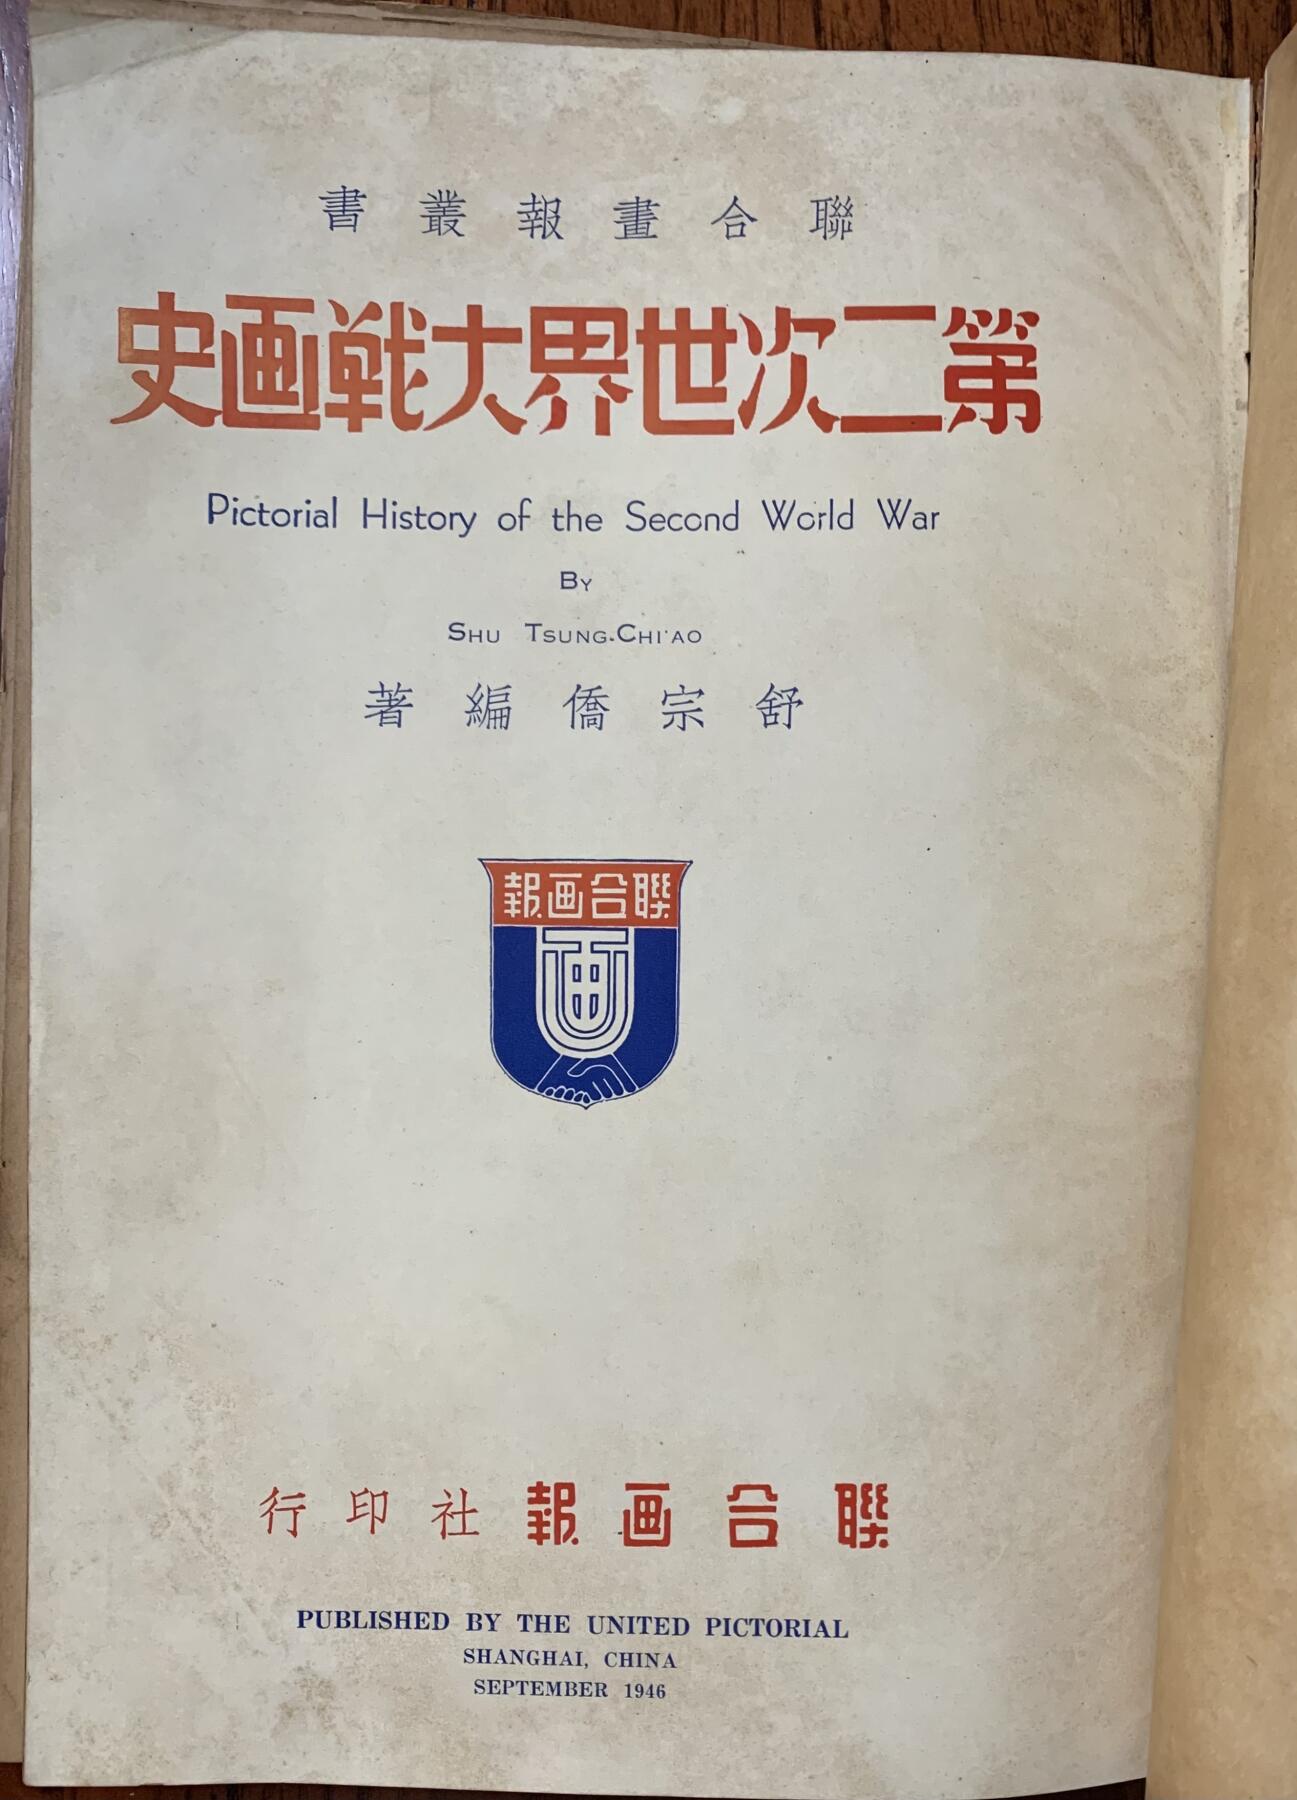 聯合畫報叢書
第二次世界大戰画史
Pictorial History of the Second World War
By
Shu Tsung-Chi'ao
舒宗僑編著
聯合画報
聯合画報社印行
PUBLISHED BY THE UNITED PICTORIAL
SHANGHAI, CHINA
SEPTEMBER 1946